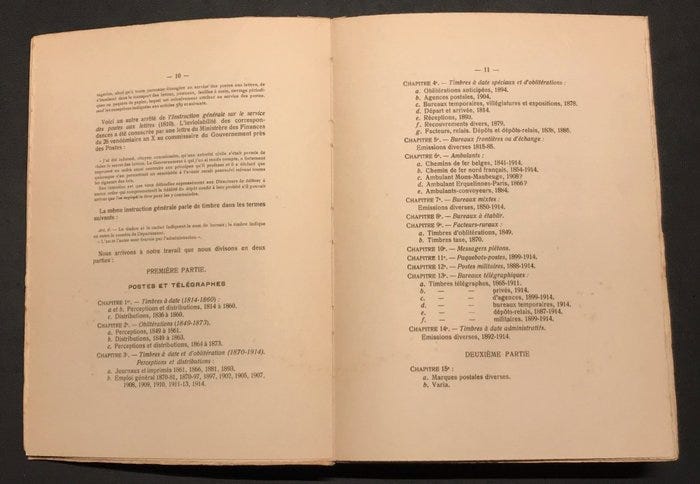 — 10 —
Voici un autre arrêté de l'Instruction générale sur le service
des postes aux lettres (1810). L'inviolabilité des correspon-
dances a été consacrée par une lettre du Ministère des Finances
du 26 vendémiaire an X au commissaire du Gouvernement près
des Postes :
La même instruction générale parle de timbre dans les termes
suivants :
Nous arrivons à notre travail que nous divisons en deux
parties :
PREMIÈRE PARTIE.
POSTES ET TÉLÉGRAPHES
CHAPITRE 1er. — Timbres à date (1814-1860) :
a et b. Perceptions et distributions, 1814 à 1860.
c. Distributions, 1836 à 1860.
CHAPITRE 2e. — Oblitérations (1849-1873).
a. Perceptions, 1849 à 1861.
b. Distributions, 1849 à 1863.
c. Perceptions et distributions, 1864 à 1873.
CHAPITRE 3e. — Timbres à date et d'oblitération (1870-1914).
Perceptions et distributions :
a. Journaux et imprimés 1861, 1866, 1881, 1893.
b. Emploi général 1870-81, 1870-97, 1897, 1902, 1905, 1907,
1908, 1909, 1910, 1911-13, 1914.
— 11 —
CHAPITRE 4e. — Timbres à date spéciaux et d'oblitérations :
a. Oblitérations anticipées, 1894.
b. Agences postales, 1904.
c. Bureaux temporaires, villégiatures et expositions, 1878.
d. Départ et arrivée, 1814.
e. Réceptions, 1860.
f. Recouvrements divers, 1879.
g. Facteurs, relais. Dépôts et dépôts-relais, 1836, 1886.
CHAPITRE 5e. — Bureaux frontières ou d'échange :
Emissions diverses 1818-85.
CHAPITRE 6e. — Ambulants :
a. Chemins de fer belges, 1841-1914.
b. Chemin de fer nord français, 1854-1914.
c. Ambulant Mons-Maubeuge, 1908?
d. Ambulant Erquelinnes-Paris, 1866?
e. Ambulants-convoyeurs, 1894.
CHAPITRE 7e. — Bureaux mixtes :
Emissions diverses, 1850-1914.
CHAPITRE 8e. — Bureaux à établir.
CHAPITRE 9e. — Facteurs-ruraux :
a. Timbres d'oblitérations, 1849.
b. Timbres taxe, 1870.
CHAPITRE 10e. — Messagers piétons.
CHAPITRE 11e. — Paquebots-postes, 1899-1914.
CHAPITRE 12e. — Postes militaires, 1888-1914.
CHAPITRE 13e. — Bureaux télégraphiques :
a. Timbres télégraphes, 1868-1911.
b. — — privés, 1914.
c. — — d'agences, 1899-1914.
d. — — bureaux temporaires, 1914.
e. — — dépôts-relais, 1887-1914.
f. — — militaires, 1899-1914.
CHAPITRE 14e. — Timbres à date administratifs.
Emissions diverses, 1892-1914.
DEUXIÈME PARTIE
CHAPITRE 15e :
a. Marques postales diverses.
b. Varia.